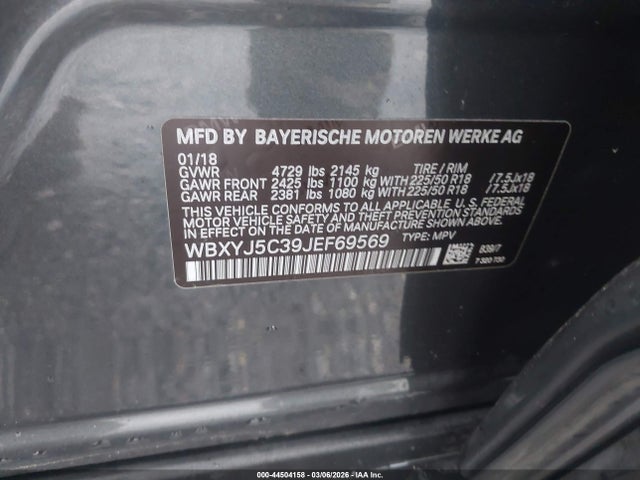 MFD BY BAYERISCHE MOTOREN WERKE AG
01/18
GVWR 4729 lbs 2145 kg TIRE / RIM
GAWR FRONT 2425 lbs 1100 kg WITH 225/50 R18 /7.5Jx18
GAWR REAR 2381 lbs 1080 kg WITH 225/50 R18 /7.5Jx18
THIS VEHICLE CONFORMS TO ALL APPLICABLE U.S. FEDERAL
MOTOR VEHICLE SAFETY AND THEFT PREVENTION STANDARDS
IN EFFECT ON THE DATE OF MANUFACTURE SHOWN ABOVE.
WBXYJ5C39JEF69569 TYPE: MPV
7 320 730
000-44504158 - 03/06/2026 - IAA Inc.